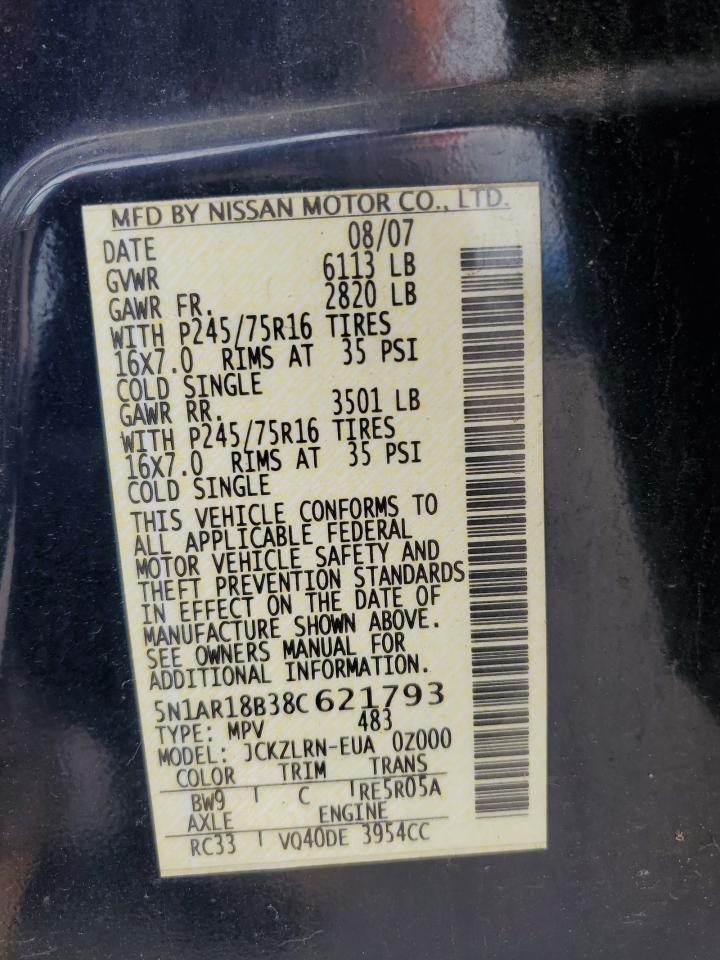 MFD BY NISSAN MOTOR CO., LTD.
DATE 08/07
GVWR 6113 LB
GAWR FR. 2820 LB
WITH P245/75R16 TIRES
16X7.0 RIMS AT 35 PSI
COLD SINGLE
GAWR RR. 3501 LB
WITH P245/75R16 TIRES
16X7.0 RIMS AT 35 PSI
COLD SINGLE
THIS VEHICLE CONFORMS TO
ALL APPLICABLE FEDERAL
MOTOR VEHICLE SAFETY AND
THEFT PREVENTION STANDARDS
IN EFFECT ON THE DATE OF
MANUFACTURE SHOWN ABOVE.
SEE OWNERS MANUAL FOR
ADDITIONAL INFORMATION.
5N1AR18B38C621793
TYPE: MPV 483
MODEL: JCKZLRN-EUA 0Z000
COLOR TRIM TRANS
BW9 C RE5R05A
AXLE ENGINE
RC33 VQ40DE 3954CC